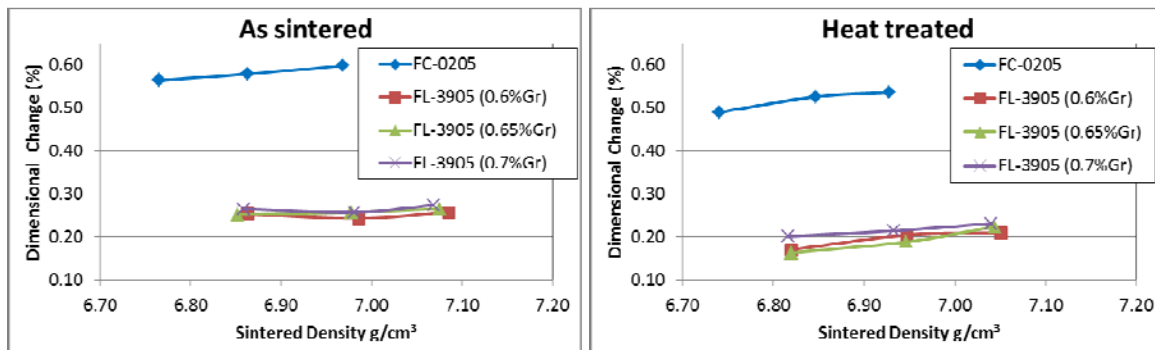 As sintered
Dimensional Change (%)
0.60
0.50
0.40
0.30
0.20
0.10
FC-0205
FL-3905 (0.6%Gr)
FL-3905 (0.65%Gr)
FL-3905 (0.7%Gr)
6.70 6.80 6.90 7.00 7.10 7.20
Sintered Density g/cm³
Heat treated
Dimensional Change (%)
0.60
0.50
0.40
0.30
0.20
0.10
FC-0205
FL-3905 (0.6%Gr)
FL-3905 (0.65%Gr)
FL-3905 (0.7%Gr)
6.70 6.80 6.90 7.00 7.10 7.20
Sintered Density g/cm³